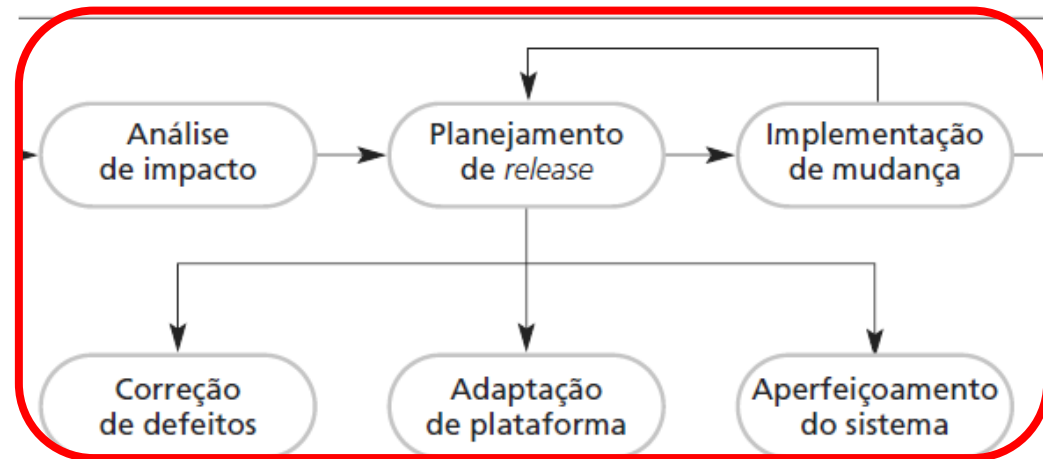 Análise
de impacto
Planejamento
de release
Implementação
de mudança
Correção
de defeitos
Adaptação
de plataforma
Aperfeiçoamento
do sistema